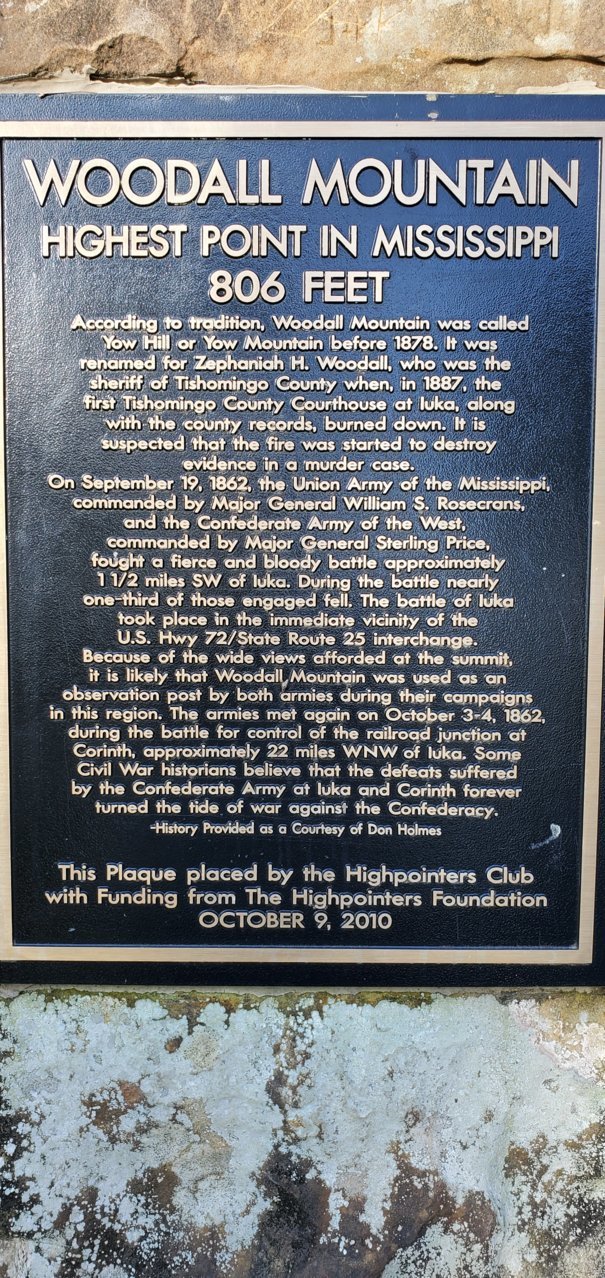 WOODALL MOUNTAIN
HIGHEST POINT IN MISSISSIPPI
806 FEET
According to tradition, Woodall Mountain was called
Yow Hill or Yow Mountain before 1878. It was
renamed for Zephaniah H. Woodall, who was the
sheriff of Tishomingo County when, in 1887, the
first Tishomingo County Courthouse at Iuka, along
with the county records, burned down. It is
suspected that the fire was started to destroy
evidence in a murder case.
On September 19, 1862, the Union Army of the Mississippi,
commanded by Major General William S. Rosecrans,
and the Confederate Army of the West,
commanded by Major General Sterling Price,
fought a fierce and bloody battle approximately
1 1/2 miles SW of Iuka. During the battle nearly
one-third of those engaged fell. The battle of Iuka
took place in the immediate vicinity of the
U.S. Hwy 72/State Route 25 interchange.
Because of the wide views afforded at the summit,
it is likely that Woodall Mountain was used as an
observation post by both armies during their campaigns
in this region. The armies met again on October 3-4, 1862,
during the battle for control of the railroad junction at
Corinth, approximately 22 miles WNW of Iuka. Some
Civil War historians believe that the defeats suffered
by the Confederate Army at Iuka and Corinth forever
turned the tide of war against the Confederacy.
-History Provided as a Courtesy of Don Holmes
This Plaque placed by the Highpointers Club
with Funding from The Highpointers Foundation
OCTOBER 9, 2010